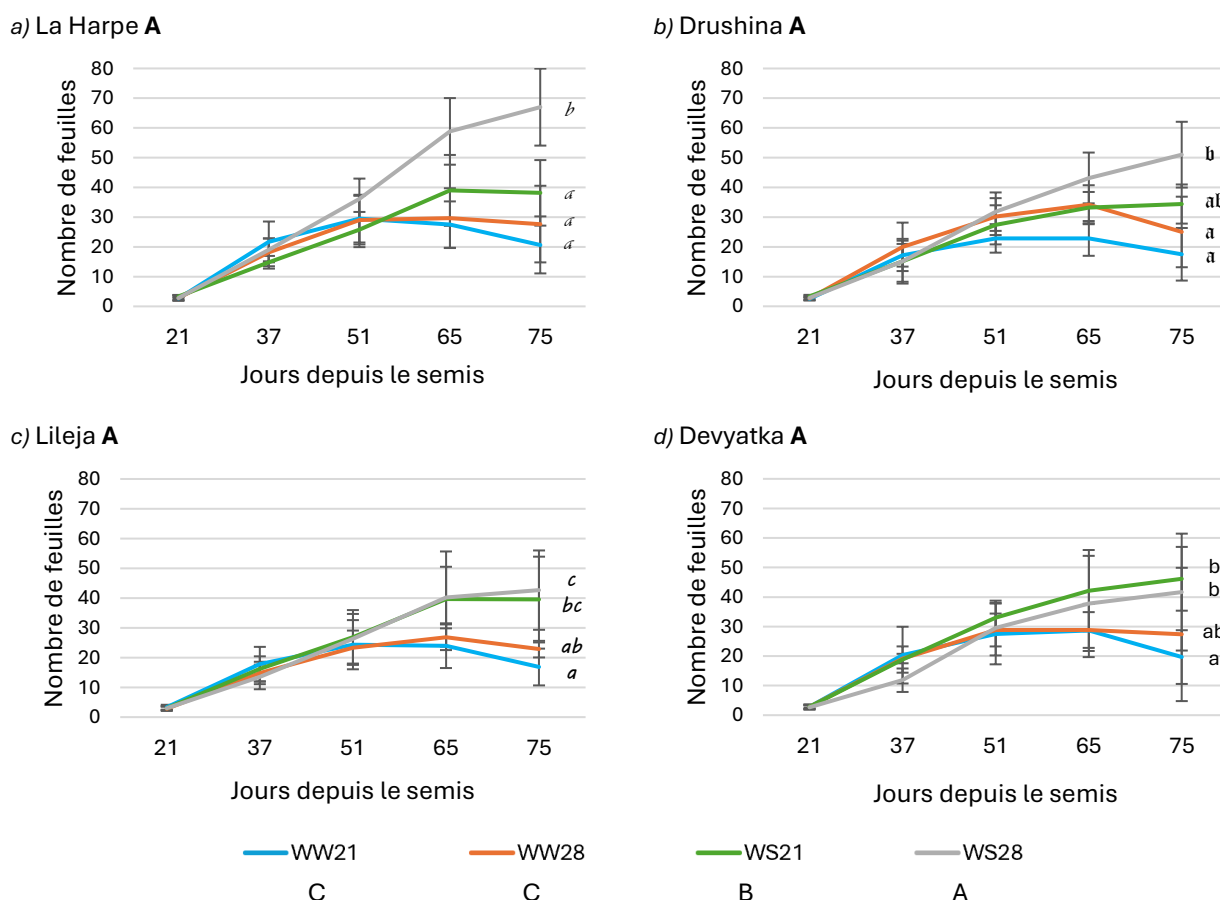 a) La Harpe A
Nombre de feuilles
80
70
60
50
40
30
20
10
0
b
a
a
a
21 37 51 65 75
Jours depuis le semis
b) Drushina A
Nombre de feuilles
80
70
60
50
40
30
20
10
0
b
ab
a
a
21 37 51 65 75
Jours depuis le semis
c) Lileja A
Nombre de feuilles
80
70
60
50
40
30
20
10
0
c
bc
ab
a
21 37 51 65 75
Jours depuis le semis
d) Devyatka A
Nombre de feuilles
80
70
60
50
40
30
20
10
0
b
b
ab
a
21 37 51 65 75
Jours depuis le semis
WW21 WW28 WS21 WS28
C C B A